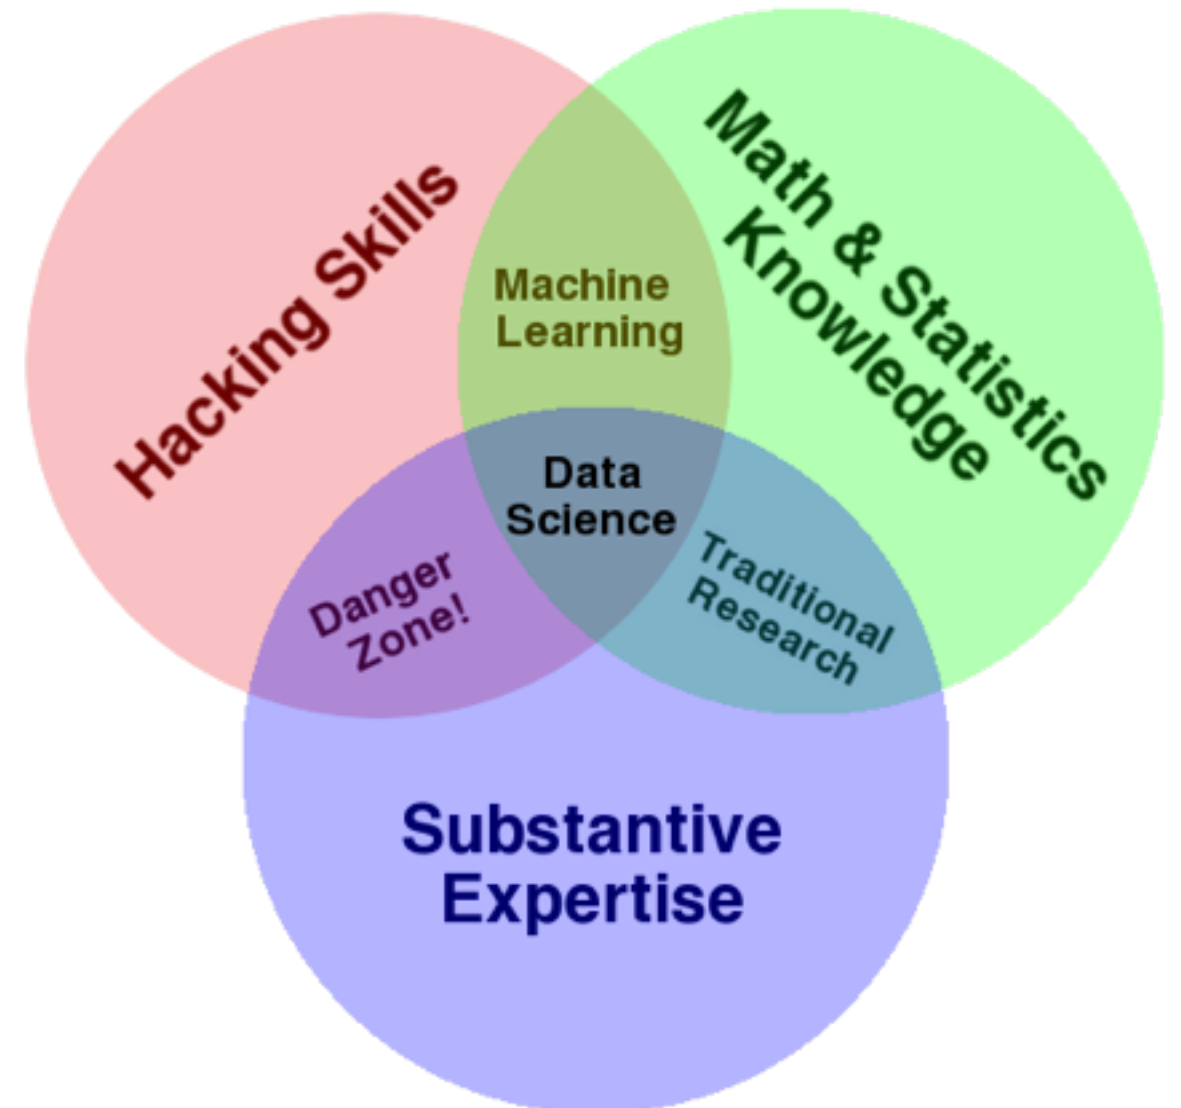 Hacking Skills
Math & Statistics
Knowledge
Machine
Learning
Data
Science
Danger
Zone!
Traditional
Research
Substantive
Expertise